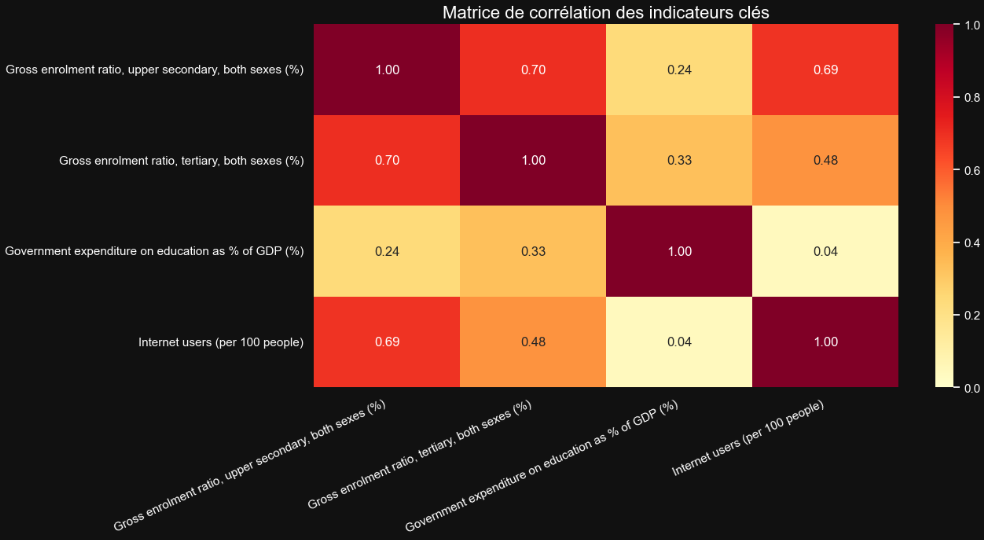 Matrice de corrélation des indicateurs clés
Gross enrolment ratio, upper secondary, both sexes (%)
1.00
0.70
0.24
0.69
Gross enrolment ratio, tertiary, both sexes (%)
0.70
1.00
0.33
0.48
Government expenditure on education as % of GDP (%)
0.24
0.33
1.00
0.04
Internet users (per 100 people)
0.69
0.48
0.04
1.00
Gross enrolment ratio, upper secondary, both sexes (%)
Gross enrolment ratio, tertiary, both sexes (%)
Government expenditure on education as % of GDP (%)
Internet users (per 100 people)
1.0
0.8
0.6
0.4
0.2
0.0